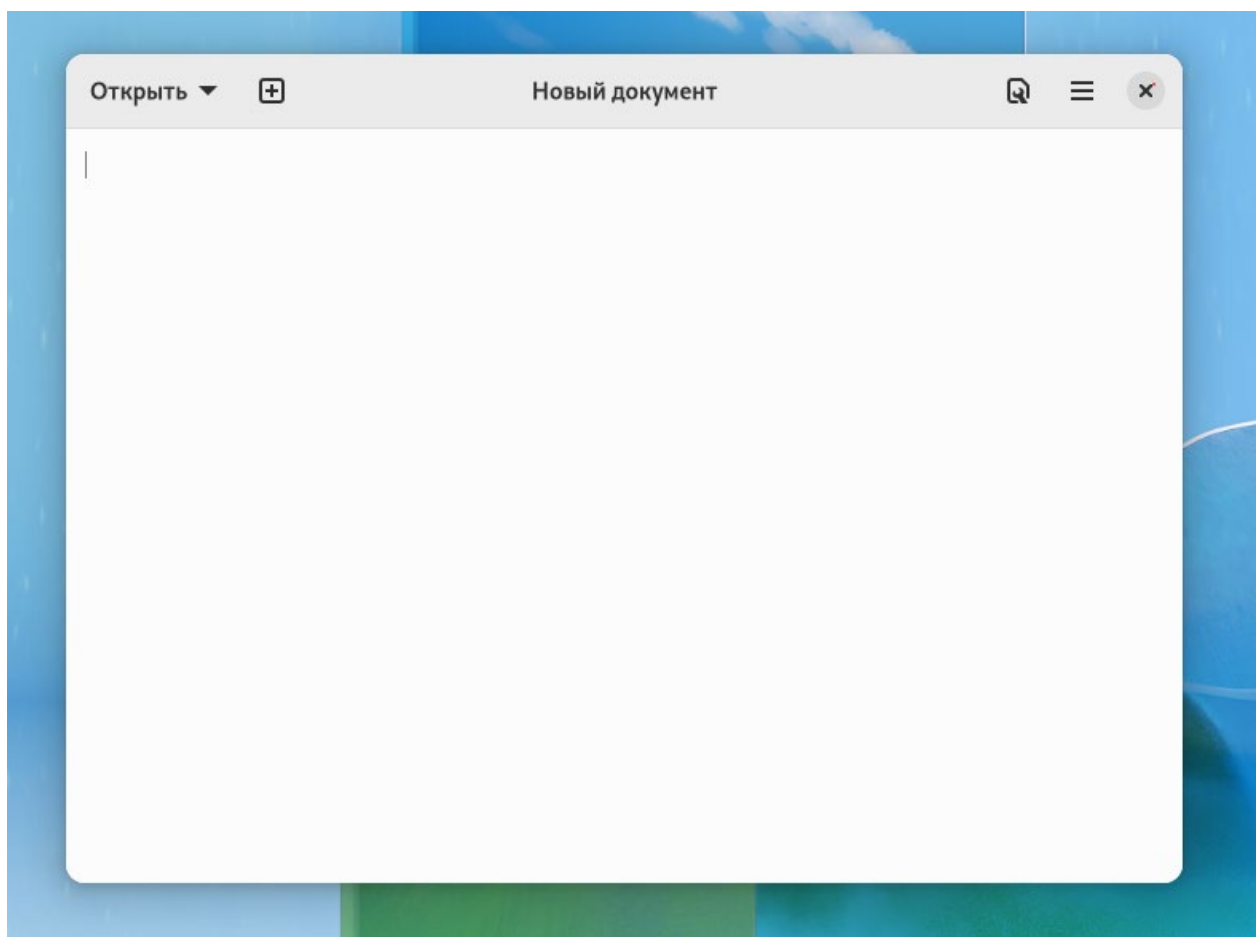 Открыть
Новый документ